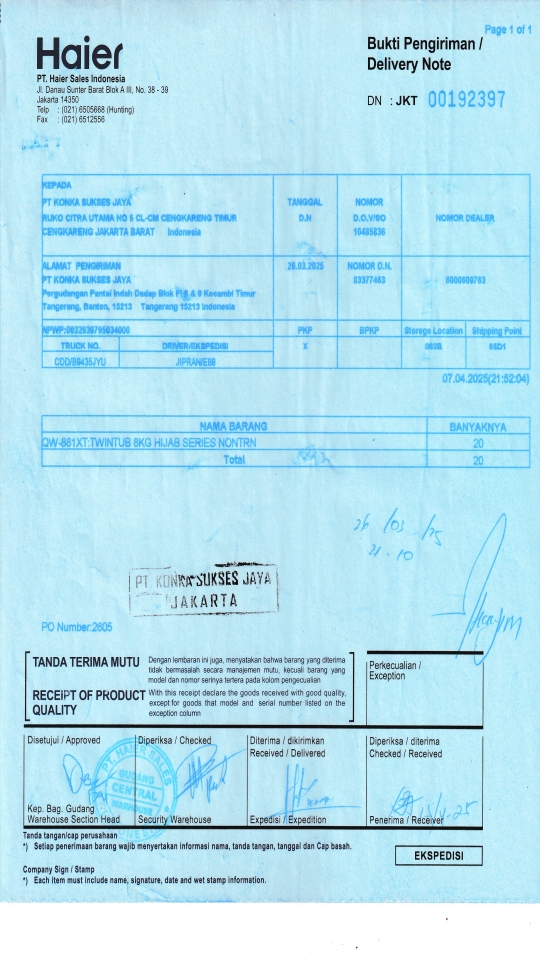 Page 1 of 1
Haier
PT. Haier Sales Indonesia
Jl. Danau Sunter Barat Blok A III, No. 38 - 39
Jakarta 14350
Telp : (021) 6505668 (Hunting)
Fax : (021) 6512556
Bukti Pengiriman /
Delivery Note
DN : JKT 00192397
KEPADA
PT KONKA SUKSES JAYA
RUKO CITRA UTAMA NO 5 CL-CM CENGKARENG TIMUR
CENGKARENG JAKARTA BARAT Indonesia
TANGGAL
D.N
NOMOR
D.O.V/SO
10485836
NOMOR DEALER
ALAMAT PENGIRIMAN
PT KONKA SUKSES JAYA
Pergudangan Pantai Indah Dadap Blok & 9 Kosambi Timur
Tangerang, Banten, 15213 Tangerang 15213 Indonesia
26.03.2025
NOMOR D.N.
83377463
0000609763
PKP
BPKP
Storege Location
Shipping Point
TRUCK NO.
DRIVER/EKSPEDISI
X
CDD/B9435JYU
07.04.2025(21:52:04)
NAMA BARANG
BANYAKNYA
QW-881XT:TWINTUB 8KG HIJAB SERIES NONTRN
20
Total
20
26 /03 /25
21.10
PT. KONKA SUKSES JAYA
JAKARTA
PO Number:2605
TANDA TERIMA MUTU
Dengan lembaran ini juga, menyatakan bahwa barang yang diterima
tidak bermasalah secara manajemen mutu, kecuali barang yang
model dan nomor serinya tertera pada kolom pengecualian
RECEIPT OF PRODUCT
QUALITY
With this receipt declare the goods received with good quality,
except for goods that model and serial number listed on the
exception column
Perkecualian /
Exception
Disetujui / Approved
Diperiksa / Checked
Diterima / dikirimkan
Received / Delivered
Diperiksa / diterima
Checked / Received
PT. HAIER SALES
GUDANG
CENTRAL
WAREHOUSE
INDONESIA
Kep. Bag. Gudang
Warehouse Section Head
Security Warehouse
Expedisi / Expedition
Penerima / Receiver
Tanda tangan/cap perusahaan
*) Setiap penerimaan barang wajib menyertakan informasi nama, tanda tangan, tanggal dan Cap basah.
EKSPEDISI
Company Sign / Stamp
*) Each item must include name, signature, date and wet stamp information.